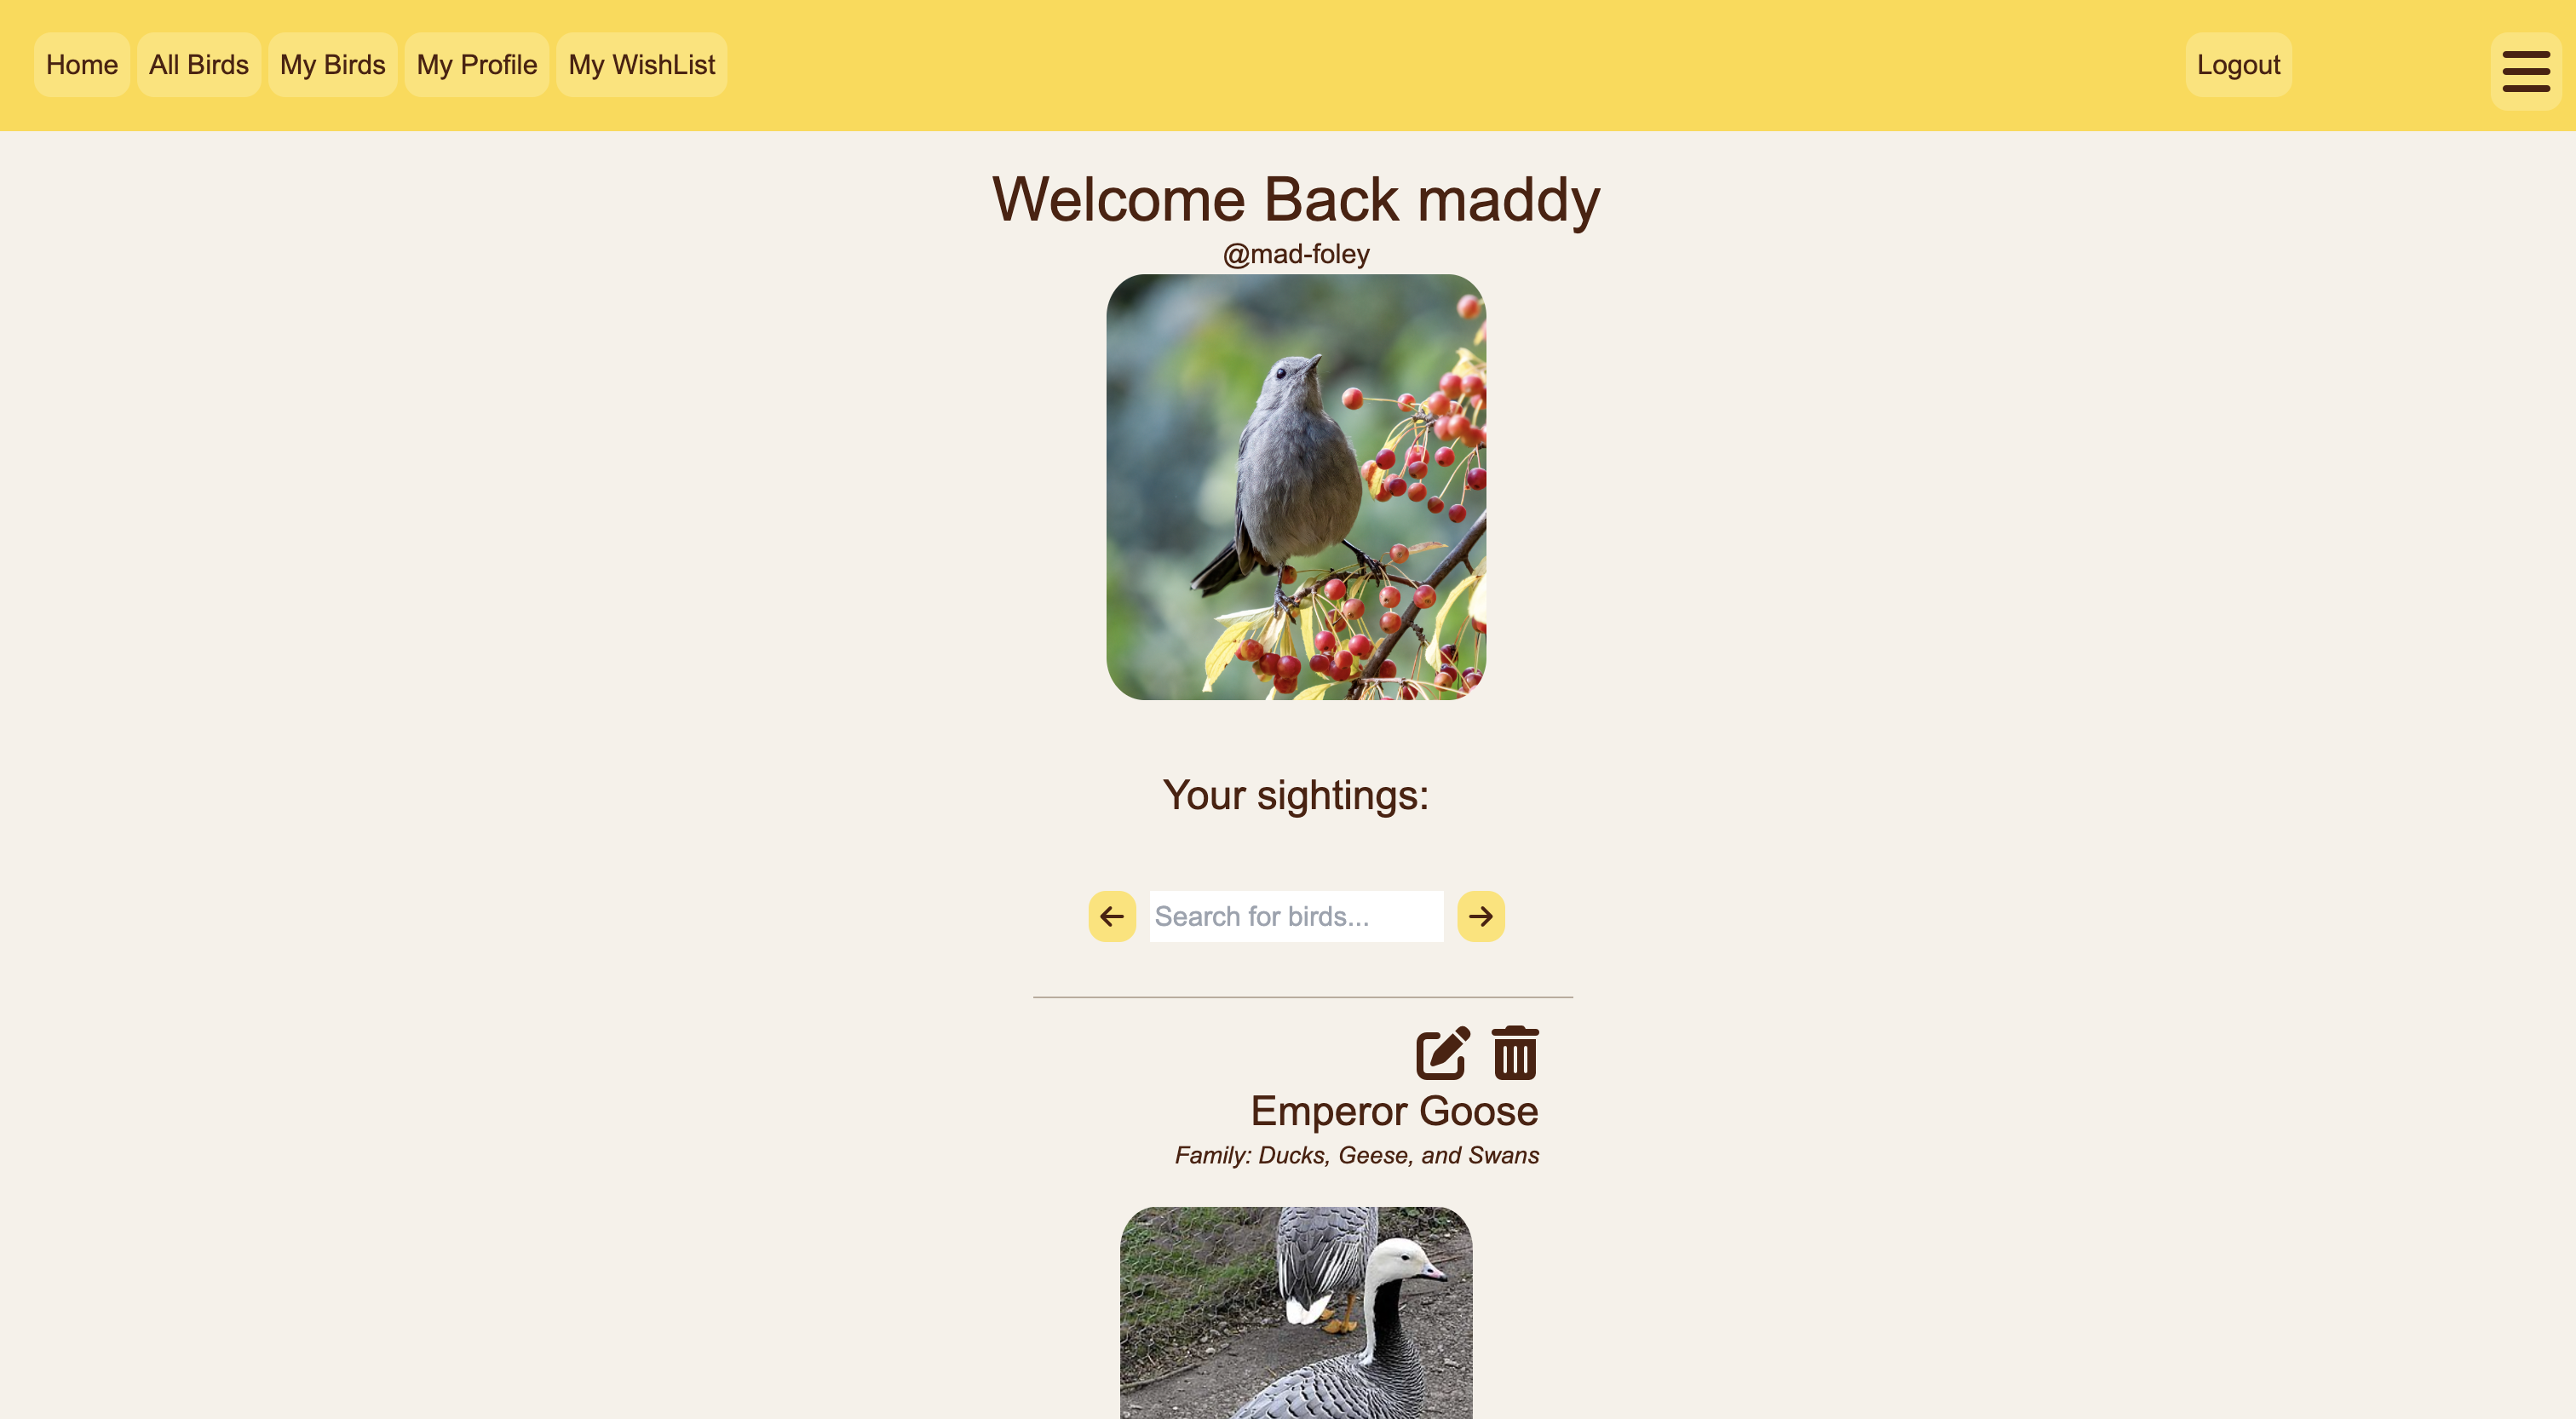 Home All Birds My Birds My Profile My WishList Logout
Welcome Back maddy
@mad-foley
Your sightings:
Search for birds...
Emperor Goose
Family: Ducks, Geese, and Swans